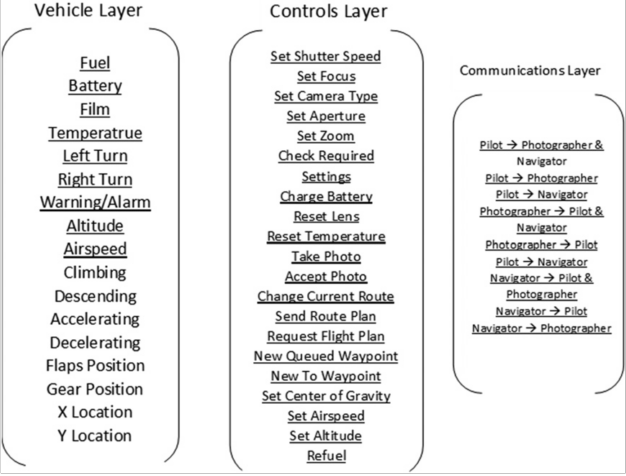 Vehicle Layer
Fuel
Battery
Film
Temperatrue
Left Turn
Right Turn
Warning/Alarm
Altitude
Airspeed
Climbing
Descending
Accelerating
Decelerating
Flaps Position
Gear Position
X Location
Y Location
Controls Layer
Set Shutter Speed
Set Focus
Set Camera Type
Set Aperture
Set Zoom
Check Required
Settings
Charge Battery
Reset Lens
Reset Temperature
Take Photo
Accept Photo
Change Current Route
Send Route Plan
Request Flight Plan
New Queued Waypoint
New To Waypoint
Set Center of Gravity
Set Airspeed
Set Altitude
Refuel
Communications Layer
Pilot → Photographer &
Navigator
Pilot → Photographer
Pilot → Navigator
Photographer → Pilot &
Navigator
Photographer → Pilot
Pilot → Navigator
Navigator → Pilot &
Photographer
Navigator → Pilot
Navigator → Photographer